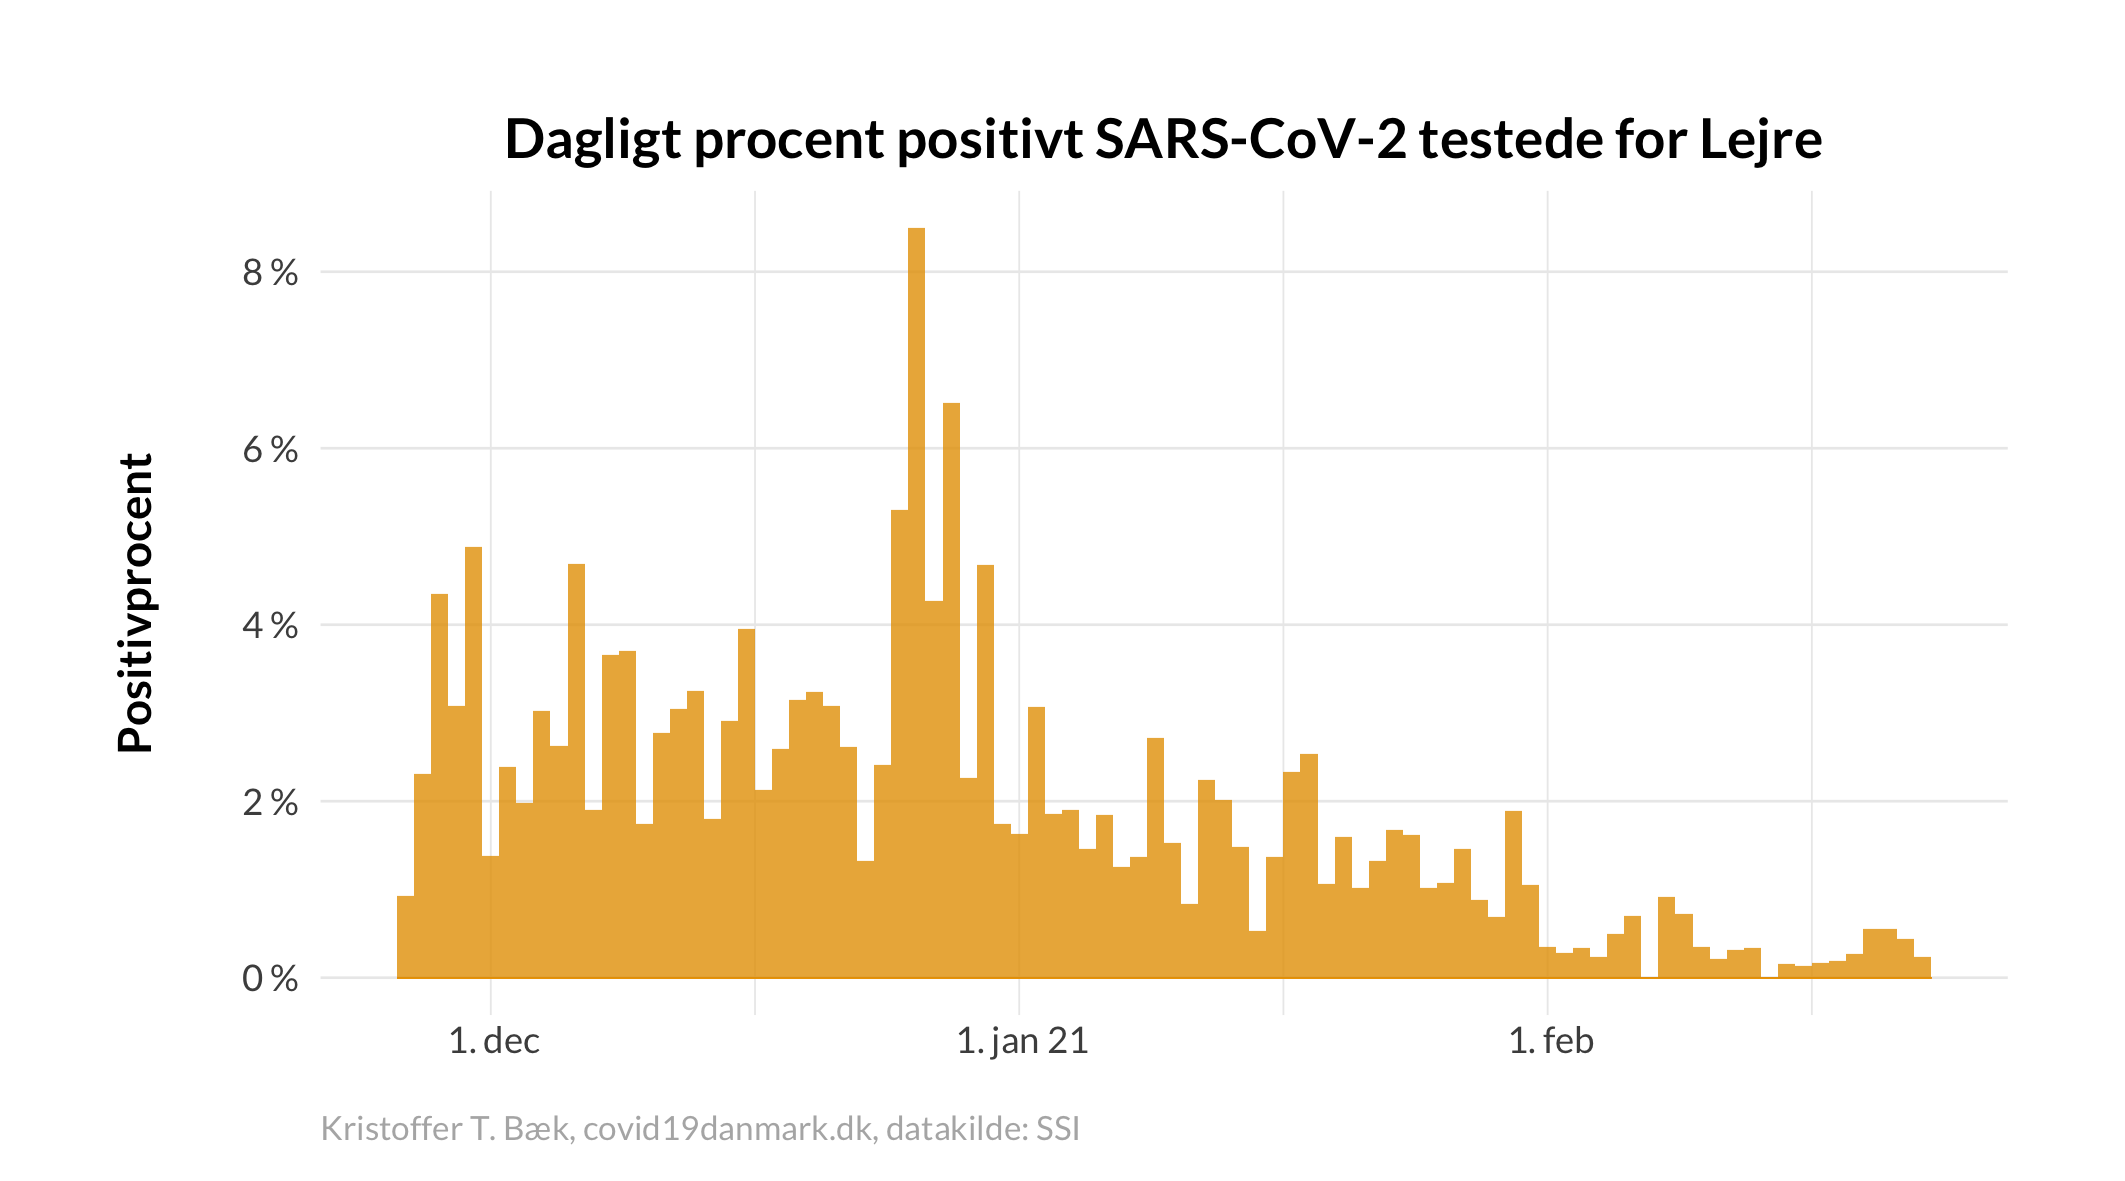 Dagligt procent positivt SARS-CoV-2 testede for Lejre
Positivprocent
8 %
6 %
4 %
2 %
0 %
1. dec
1. jan 21
1. feb
Kristoffer T. Bæk, covid19danmark.dk, datakilde: SSI